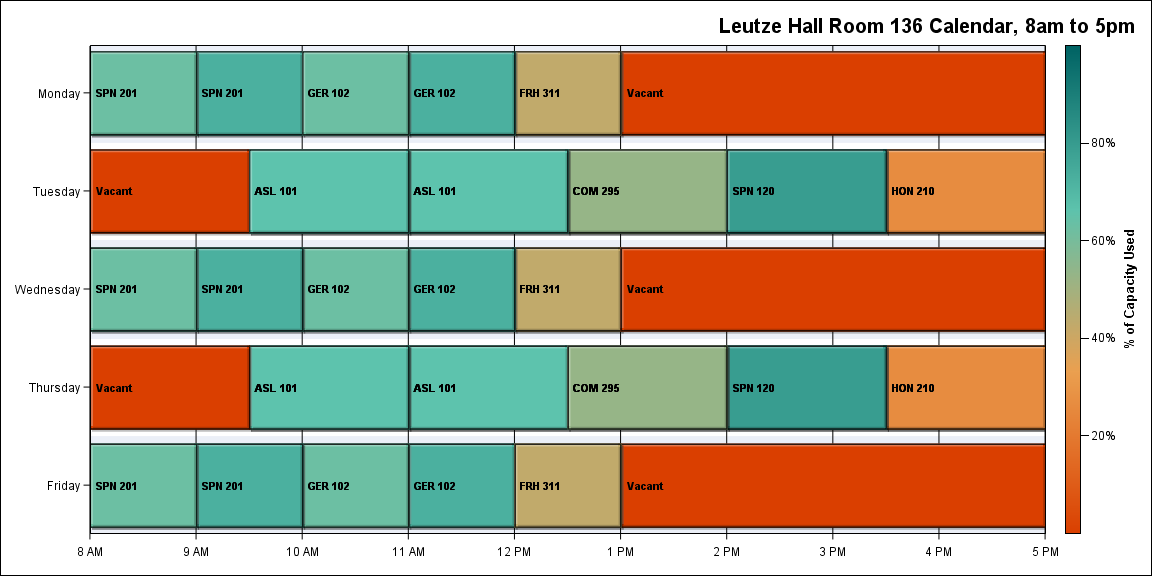 Leutze Hall Room 136 Calendar, 8am to 5pm
Monday
SPN 201
SPN 201
GER 102
GER 102
FRH 311
Vacant
Tuesday
Vacant
ASL 101
ASL 101
COM 295
SPN 120
HON 210
Wednesday
SPN 201
SPN 201
GER 102
GER 102
FRH 311
Vacant
Thursday
Vacant
ASL 101
ASL 101
COM 295
SPN 120
HON 210
Friday
SPN 201
SPN 201
GER 102
GER 102
FRH 311
Vacant
8 AM
9 AM
10 AM
11 AM
12 PM
1 PM
2 PM
3 PM
4 PM
5 PM
80%
60%
40%
20%
% of Capacity Used